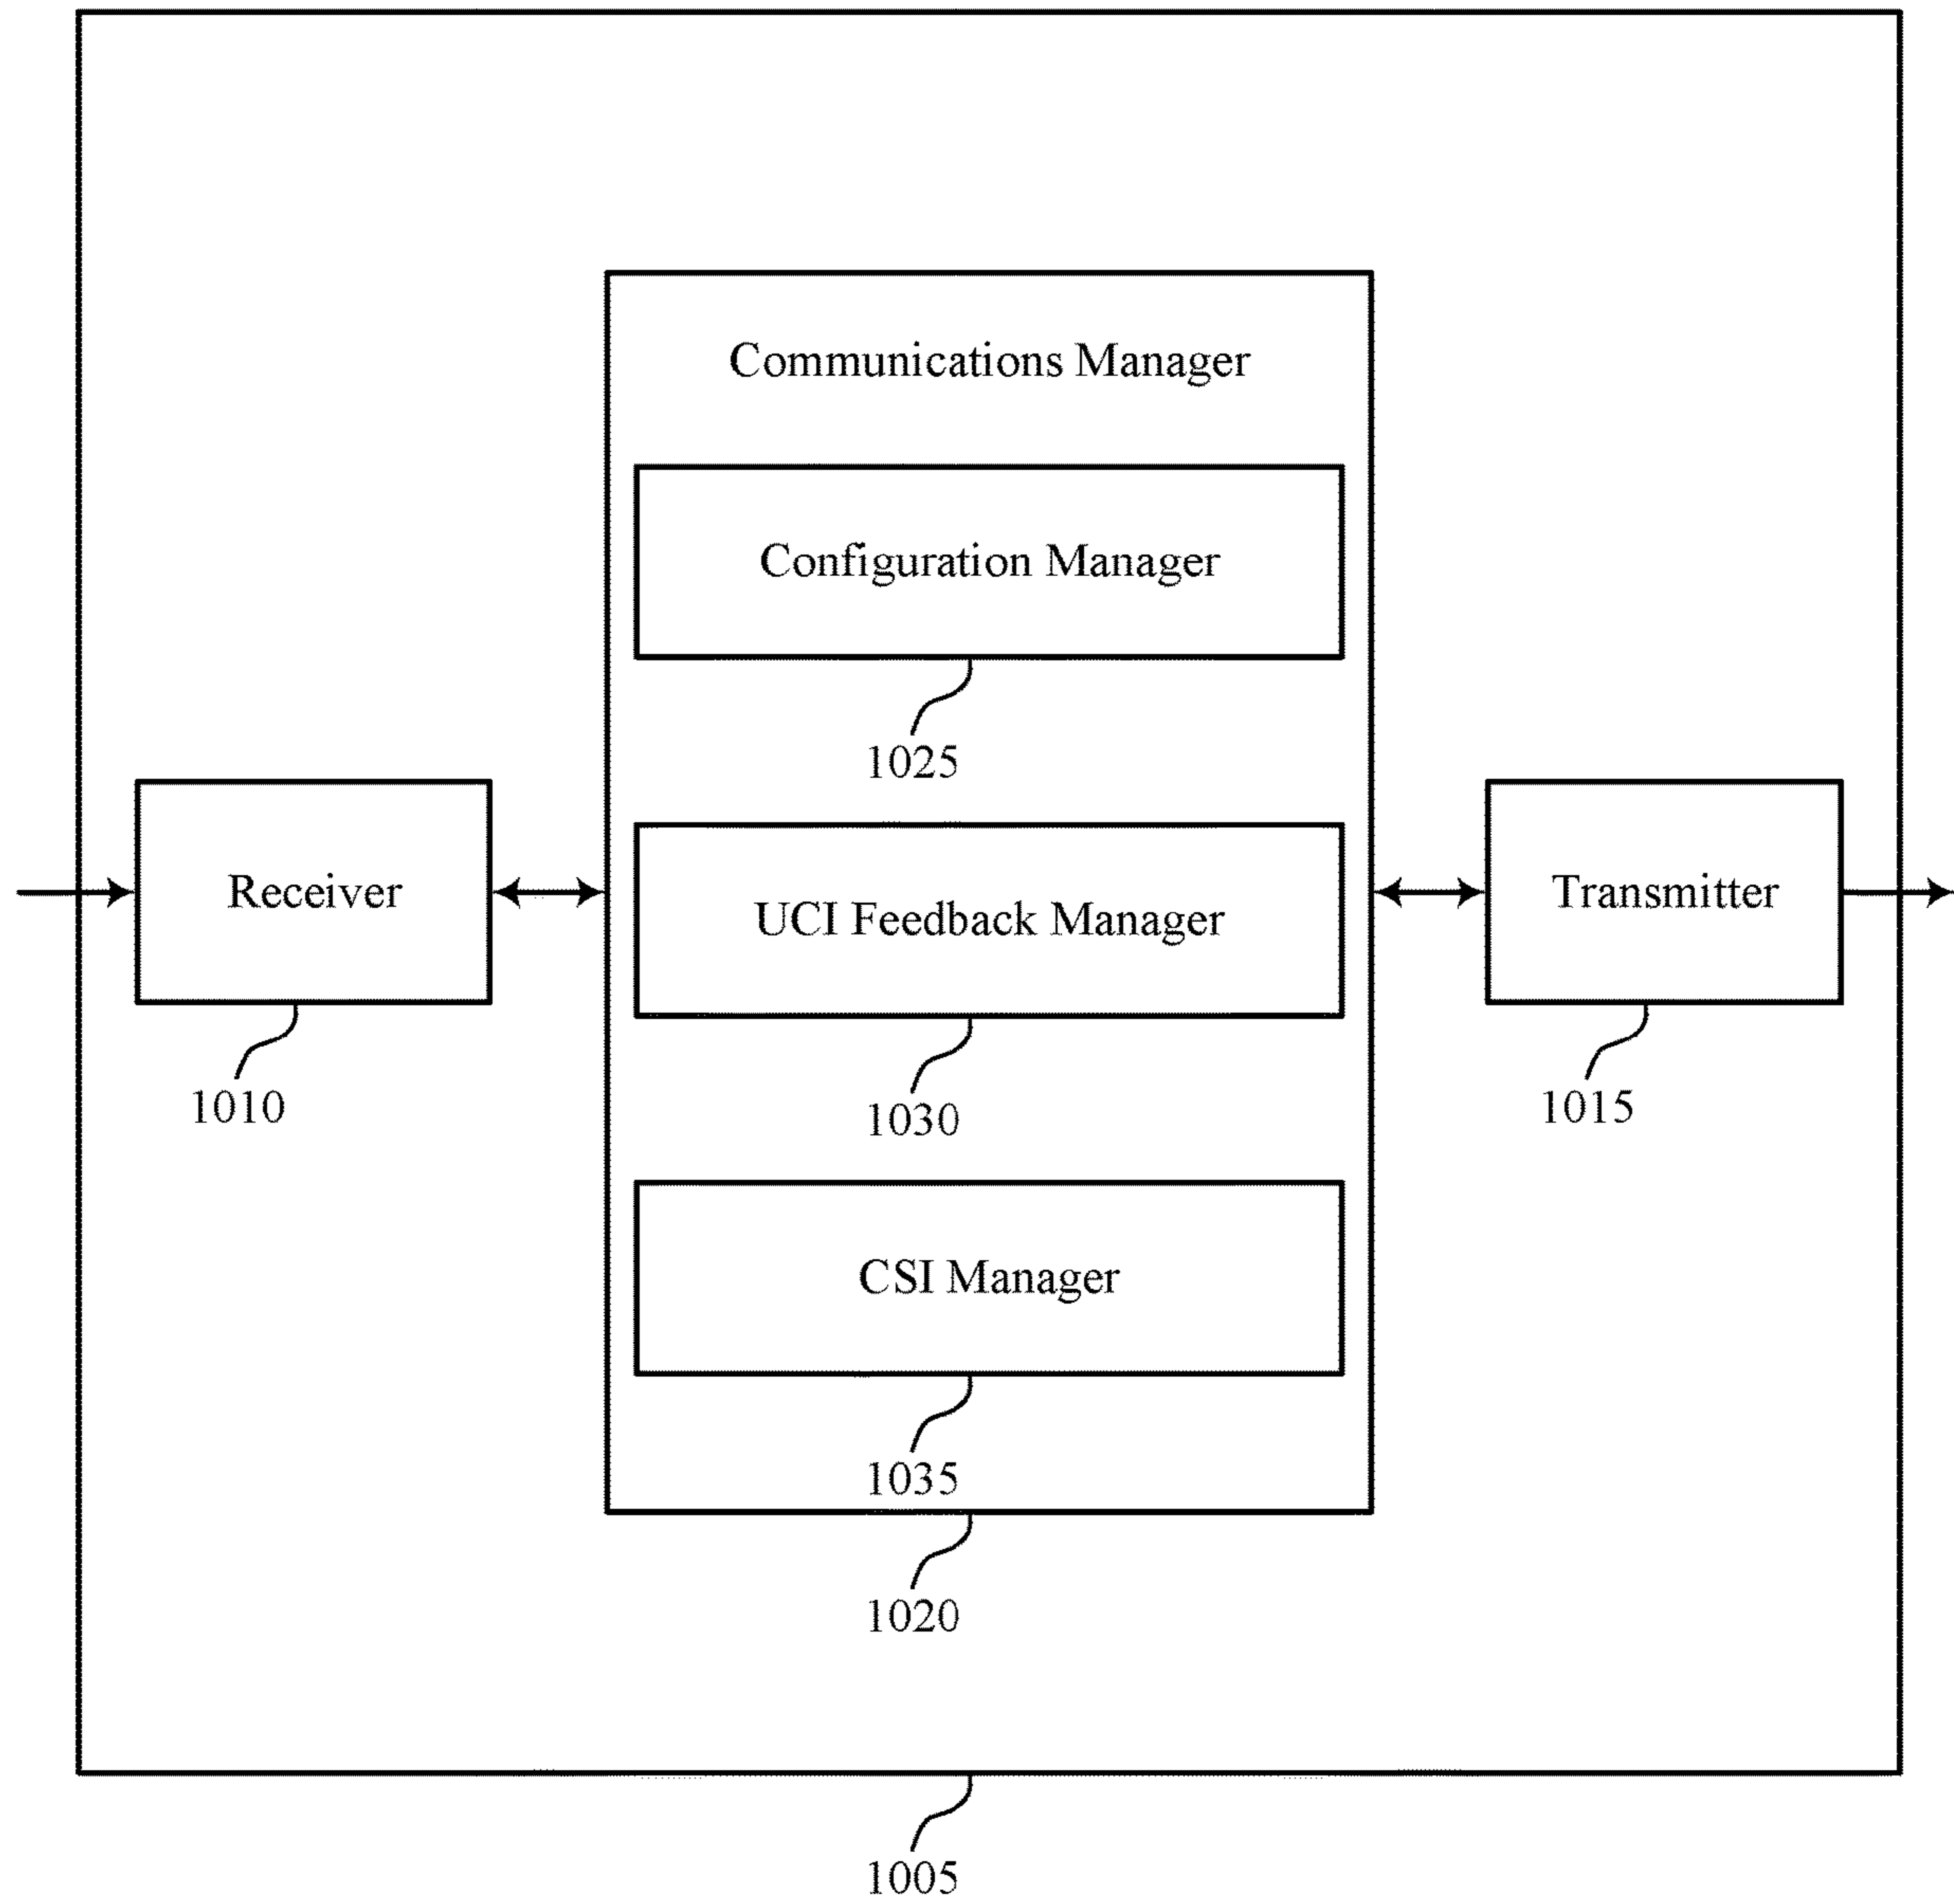 Communications Manager
Configuration Manager
1025
Receiver
1010
UCI Feedback Manager
1030
Transmitter
1015
CSI Manager
1035
1020
1005